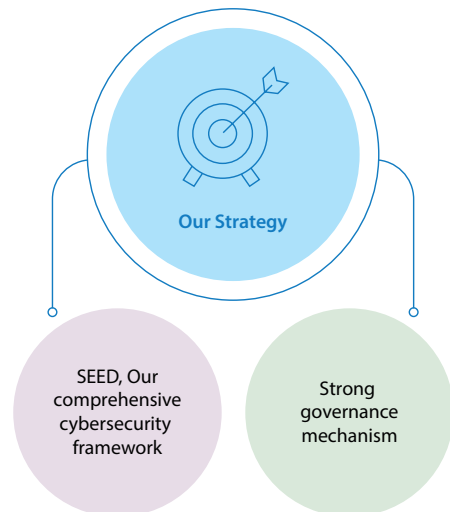 Our Strategy
SEED, Our
comprehensive
cybersecurity
framework
Strong
governance
mechanism